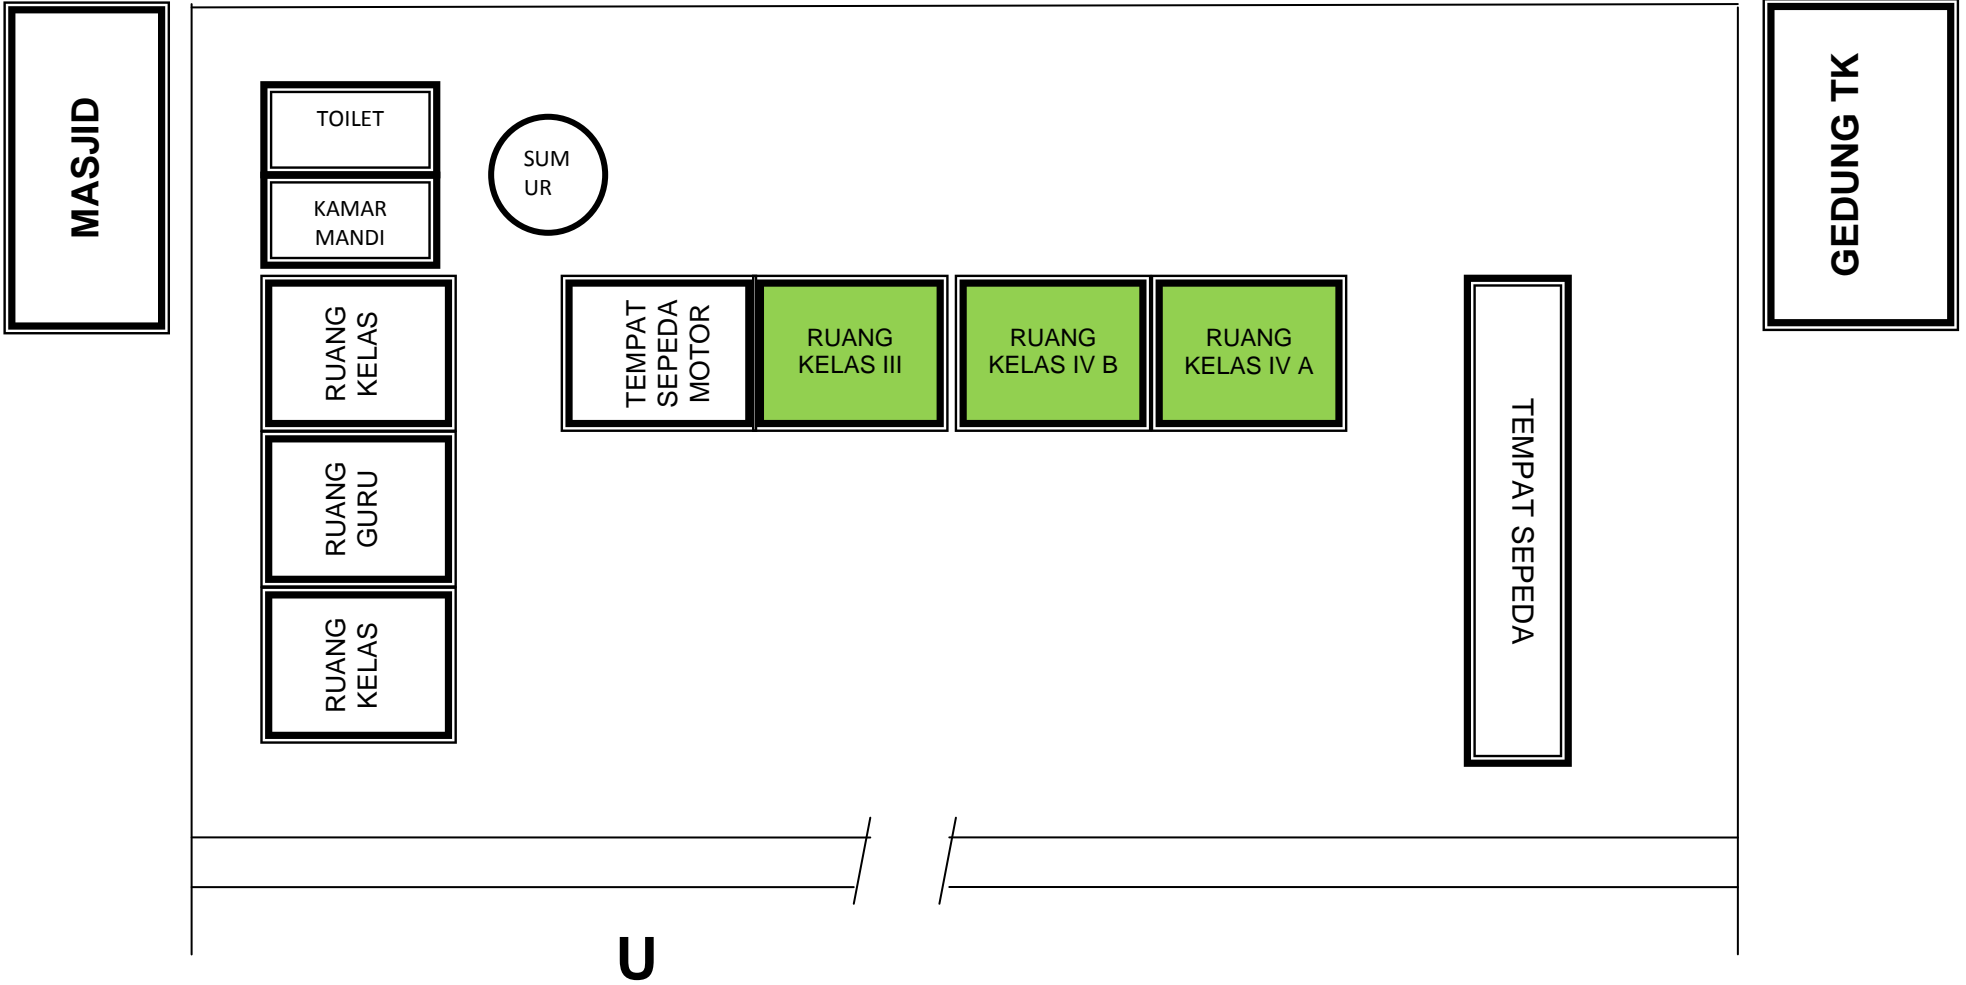 MASJID
TOILET
KAMAR
MANDI
SUM
UR
GEDUNG TK
RUANG
KELAS
TEMPAT
SEPEDA
MOTOR
RUANG
KELAS III
RUANG
KELAS IV B
RUANG
KELAS IV A
TEMPAT SEPEDA
RUANG
GURU
RUANG
KELAS
U